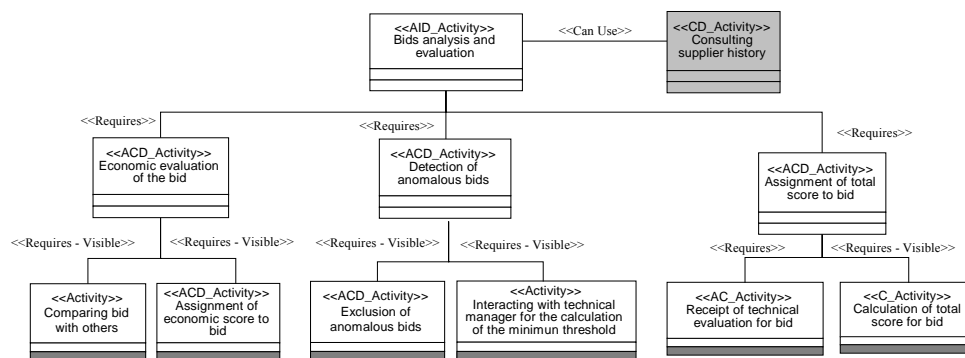 <<AID_Activity>>
Bids analysis and
evaluation
<<Can Use>>
<<CD_Activity>>
Consulting
supplier history
<<Requires>>
<<Requires>>
<<Requires>>
<<ACD_Activity>>
Economic evaluation
of the bid
<<ACD_Activity>>
Detection of
anomalous bids
<<ACD_Activity>>
Assignment of total
score to bid
<<Requires - Visible>>
<<Requires - Visible>>
<<Requires - Visible>>
<<Requires - Visible>>
<<Requires>>
<<Requires - Visible>>
<<Activity>>
Comparing bid
with others
<<ACD_Activity>>
Assignment of
economic score to
bid
<<ACD_Activity>>
Exclusion of
anomalous bids
<<Activity>>
Interacting with technical
manager for the calculation
of the minimun threshold
<<AC_Activity>>
Receipt of technical
evaluation for bid
<<C_Activity>>
Calculation of total
score for bid